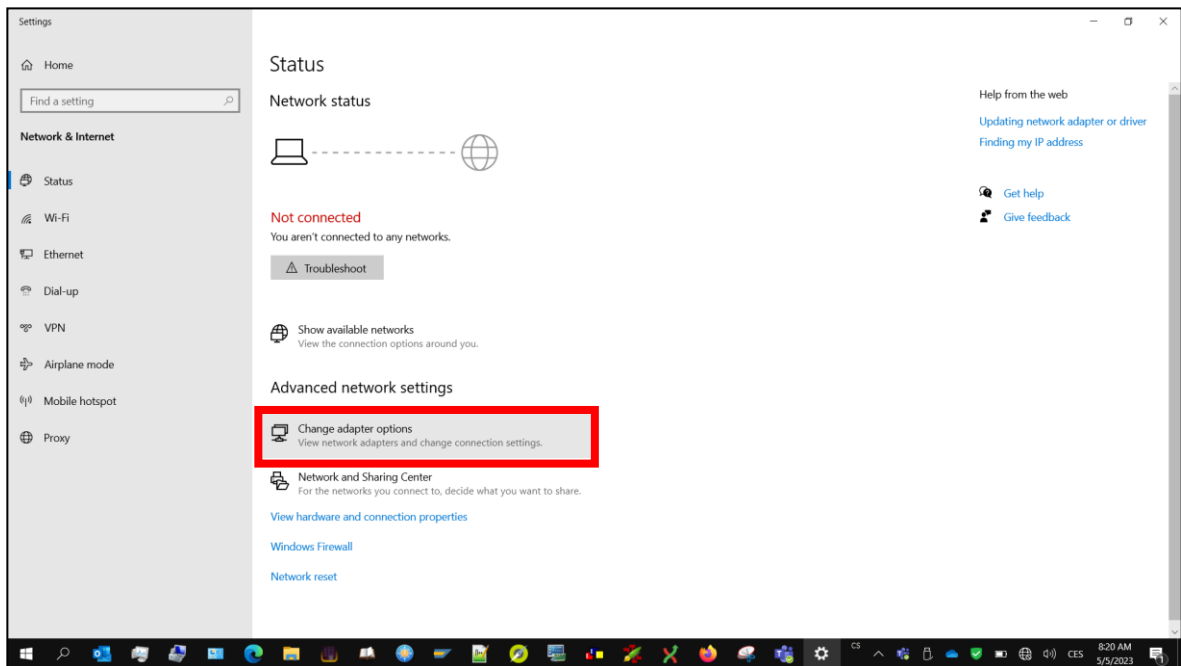 Settings
Home
Find a setting
Network & Internet
Status
Wi-Fi
Ethernet
Dial-up
VPN
Airplane mode
Mobile hotspot
Proxy
Status
Network status
Not connected
You aren't connected to any networks.
Troubleshoot
Show available networks
View the connection options around you.
Advanced network settings
Change adapter options
View network adapters and change connection settings.
Network and Sharing Center
For the networks you connect to, decide what you want to share.
View hardware and connection properties
Windows Firewall
Network reset
Help from the web
Updating network adapter or driver
Finding my IP address
Get help
Give feedback
CS
CES
8:20 AM
5/5/2023